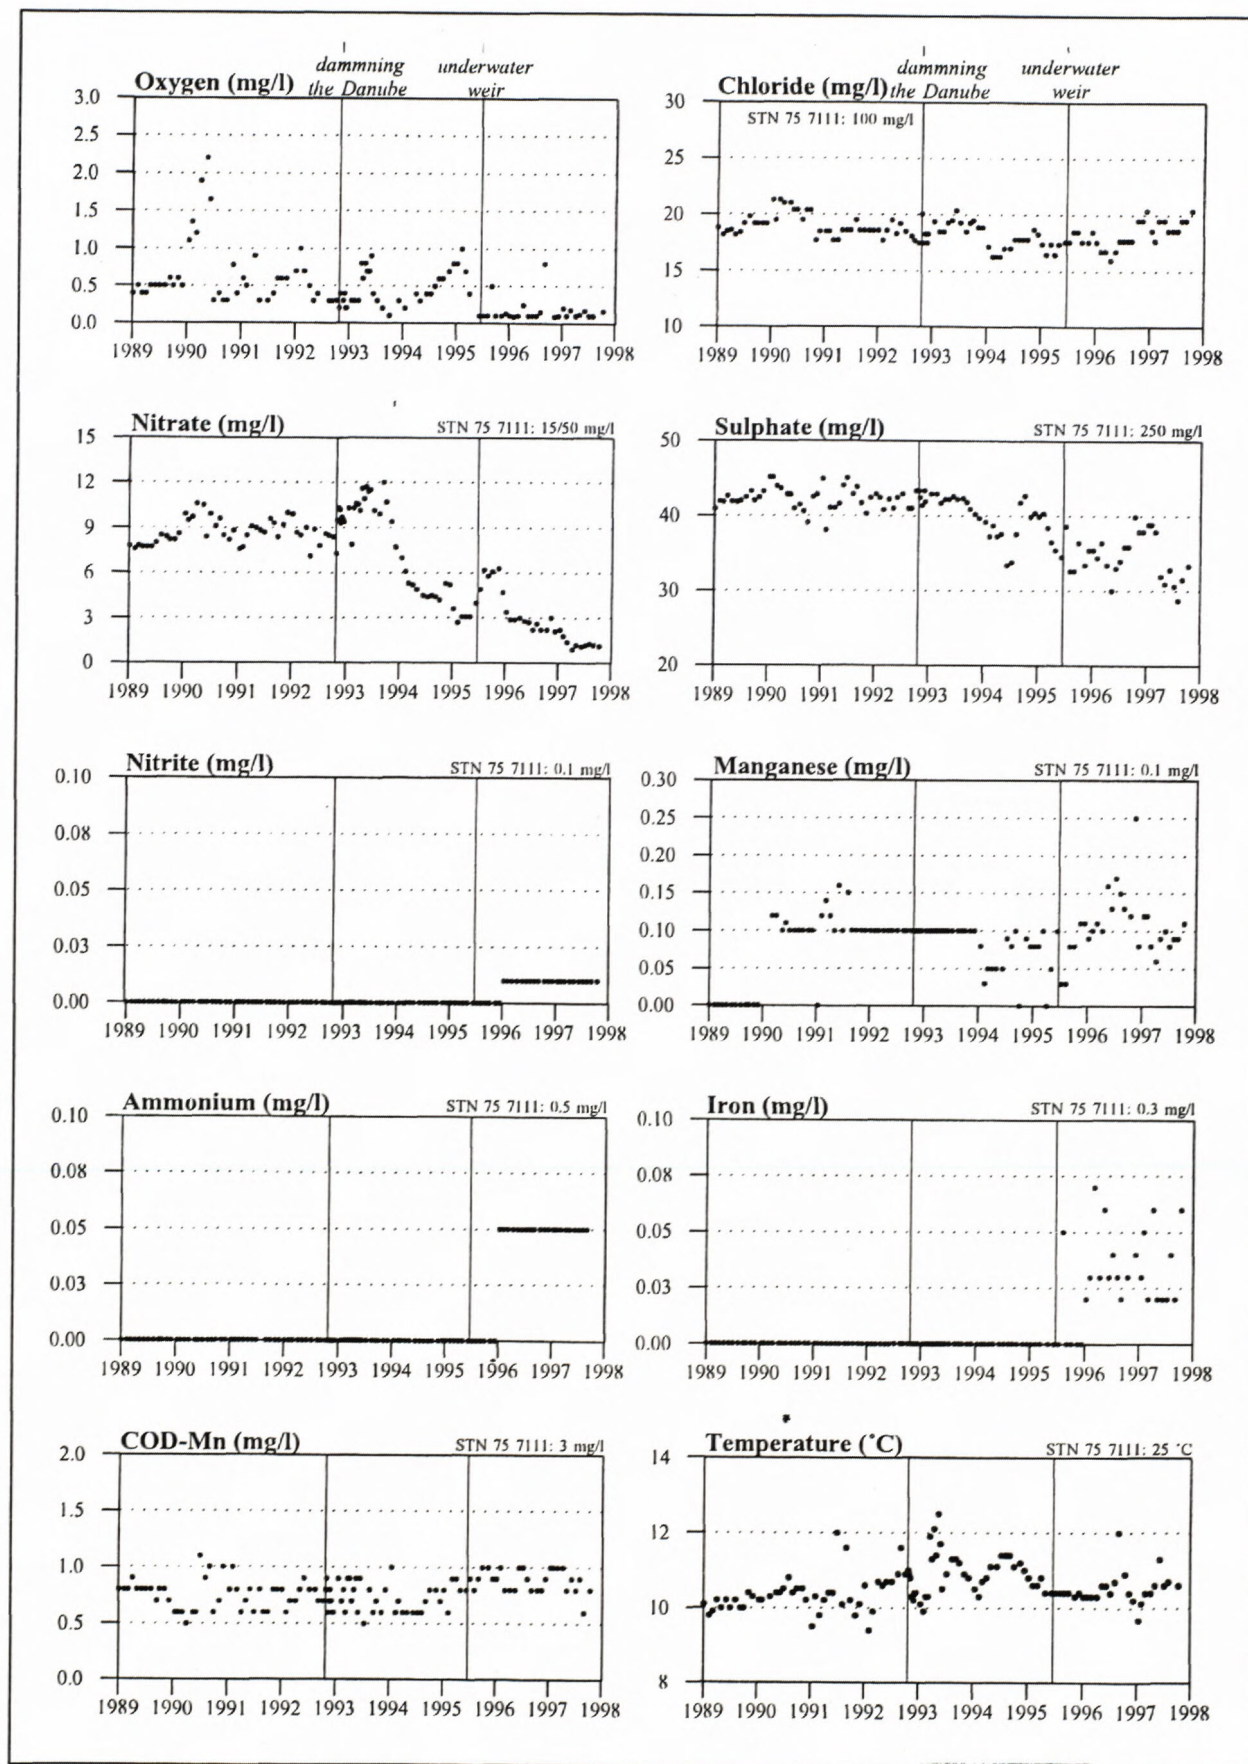 dammning underwater dammning underwater
Oxygen (mg/l) the Danube weir Chloride (mg/l) the Danube weir
3.0
2.5
2.0
1.5
1.0
0.5
0.0
1989 1990 1991 1992 1993 1994 1995 1996 1997 1998
STN 75 7111: 100 mg/l
30
25
20
15
10
1989 1990 1991 1992 1993 1994 1995 1996 1997 1998
Nitrate (mg/l) STN 75 7111: 15/50 mg/l
15
12
9
6
3
0
1989 1990 1991 1992 1993 1994 1995 1996 1997 1998
Sulphate (mg/l) STN 75 7111: 250 mg/l
50
40
30
20
1989 1990 1991 1992 1993 1994 1995 1996 1997 1998
Nitrite (mg/l) STN 75 7111: 0.1 mg/l
0.10
0.08
0.05
0.03
0.00
1989 1990 1991 1992 1993 1994 1995 1996 1997 1998
Manganese (mg/l) STN 75 7111: 0.1 mg/l
0.30
0.25
0.20
0.15
0.10
0.05
0.00
1989 1990 1991 1992 1993 1994 1995 1996 1997 1998
Ammonium (mg/l) STN 75 7111: 0.5 mg/l
0.10
0.08
0.05
0.03
0.00
1989 1990 1991 1992 1993 1994 1995 1996 1997 1998
Iron (mg/l) STN 75 7111: 0.3 mg/l
0.10
0.08
0.05
0.03
0.00
1989 1990 1991 1992 1993 1994 1995 1996 1997 1998
COD-Mn (mg/l) STN 75 7111: 3 mg/l
2.0
1.5
1.0
0.5
0.0
1989 1990 1991 1992 1993 1994 1995 1996 1997 1998
Temperature (°C) STN 75 7111: 25 °C
14
12
10
8
1989 1990 1991 1992 1993 1994 1995 1996 1997 1998